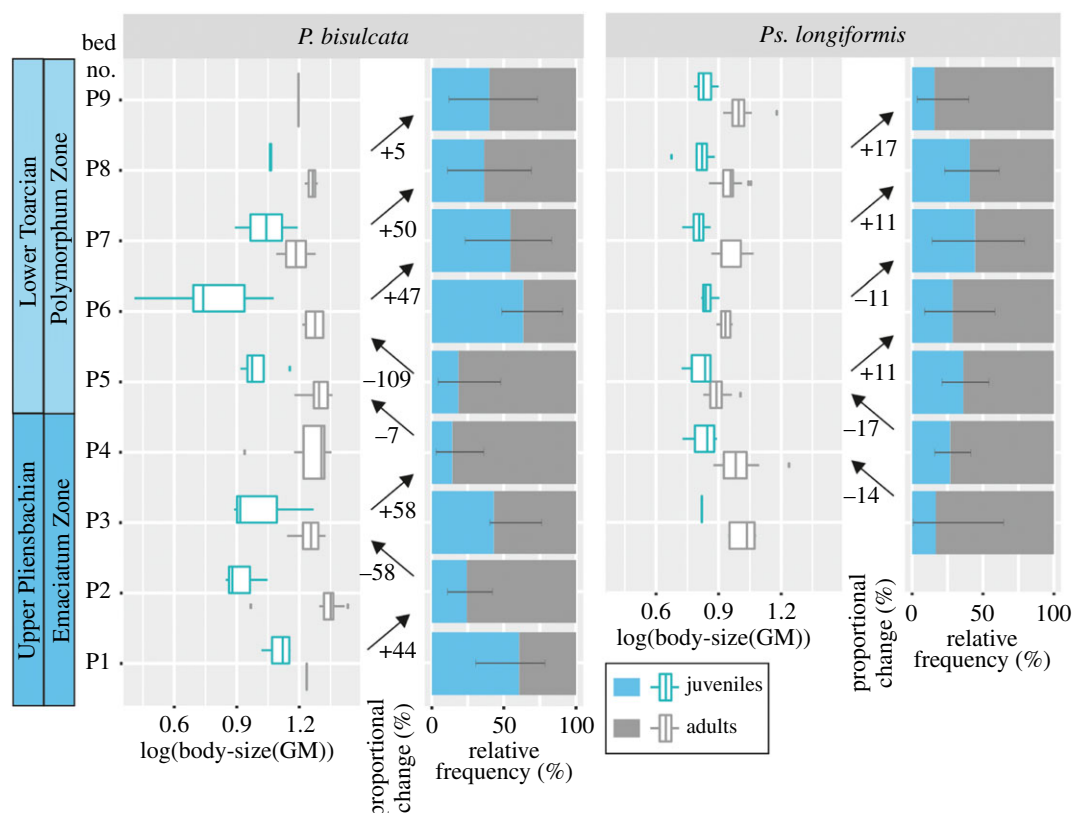 bed
no.
P. bisulcata
Ps. longiformis
Lower Toarcian
Polymorphum Zone
Upper Pliensbachian
Emaciatum Zone
P9
P8
P7
P6
P5
P4
P3
P2
P1
+5
+50
+47
–109
–7
+58
–58
+44
+17
+11
–11
+11
–17
–14
0.6 0.9 1.2
log(body-size(GM))
proportional
change (%)
0 50 100
relative
frequency (%)
0.6 0.9 1.2
log(body-size(GM))
proportional
change (%)
0 50 100
relative
frequency (%)
juveniles
adults